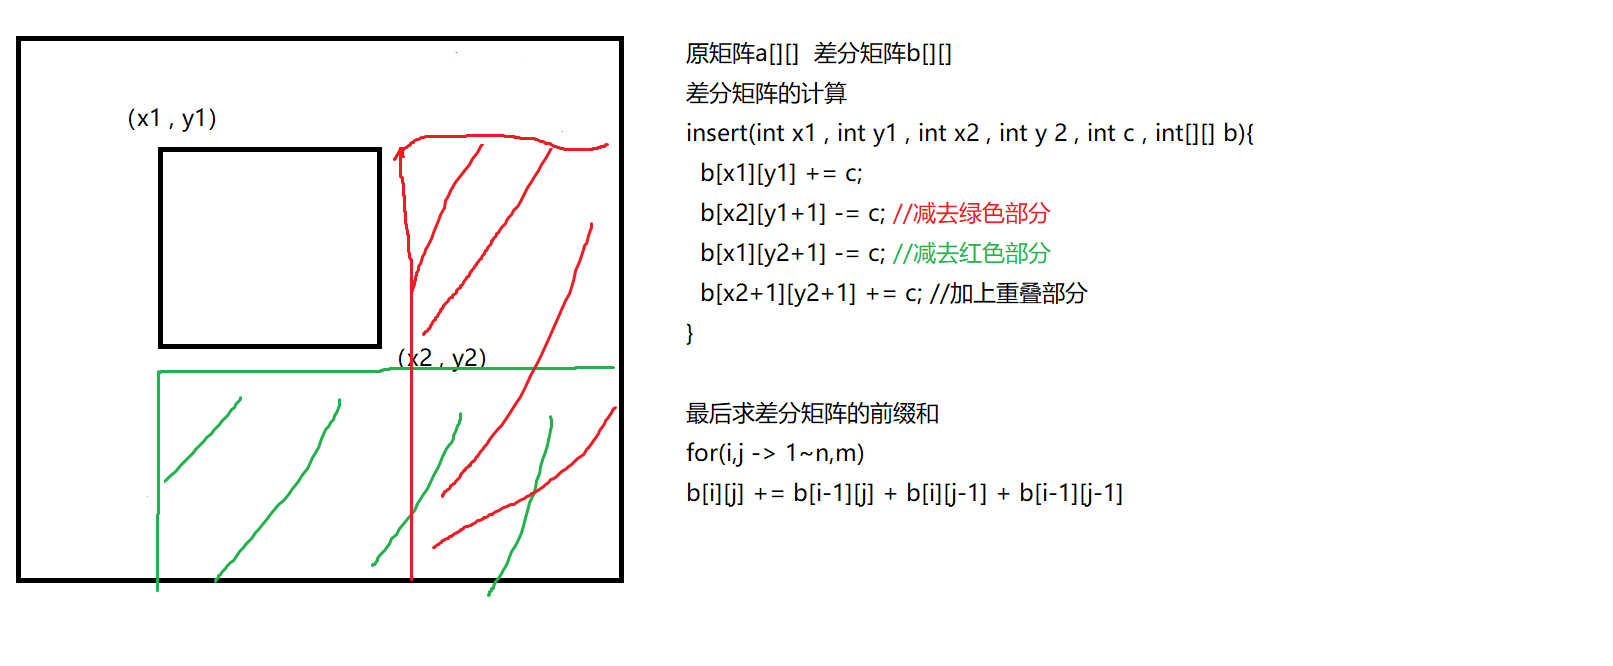 (x1 , y1)
(x2 , y2)
原矩阵a[][]  差分矩阵b[][]
差分矩阵的计算
insert(int x1 , int y1 , int x2 , int y 2 , int c , int[][] b){
b[x1][y1] += c;
b[x2][y1+1] -= c; //减去绿色部分
b[x1][y2+1] -= c; //减去红色部分
b[x2+1][y2+1] += c; //加上重叠部分
}
最后求差分矩阵的前缀和
for(i,j -> 1~n,m)
b[i][j] += b[i-1][j] + b[i][j-1] + b[i-1][j-1]